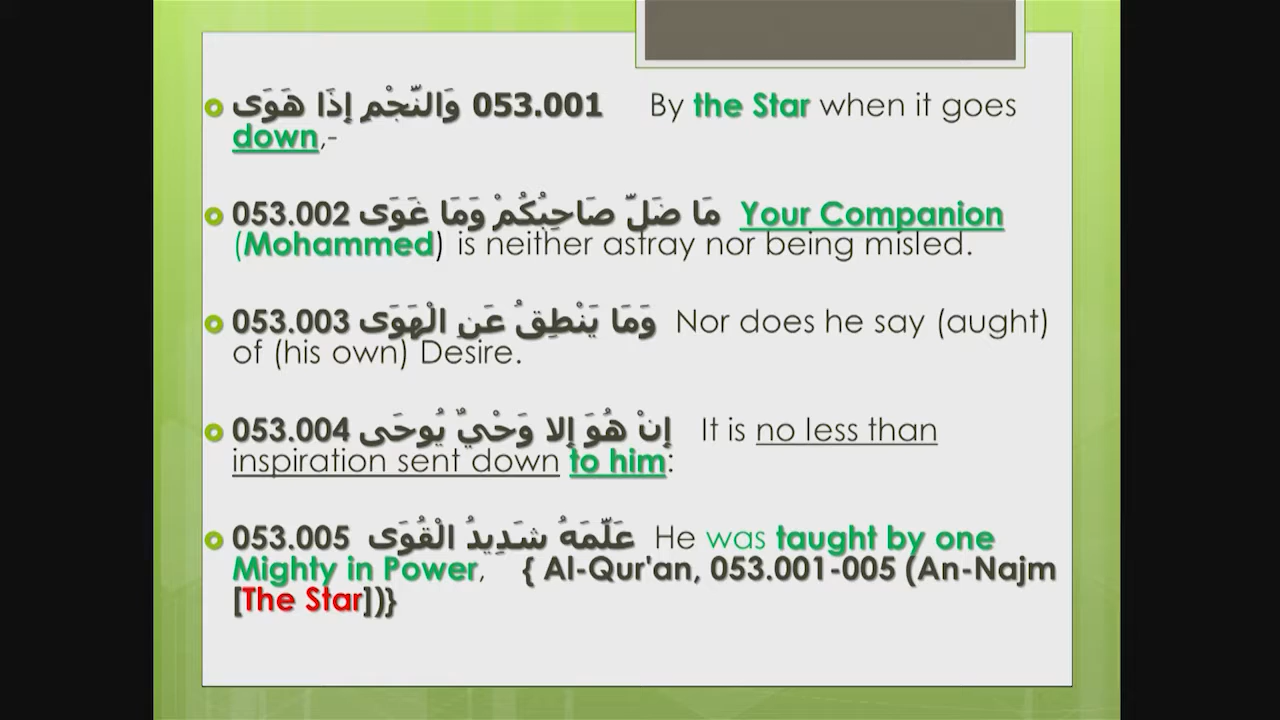 وَالنَّجْمِ إِذَا هَوَى 053.001 By the Star when it goes
down,-
053.002 مَا ضَلَّ صَاحِبُكُمْ وَمَا غَوَى Your Companion
(Mohammed) is neither astray nor being misled.
053.003 وَمَا يَنْطِقُ عَنِ الْهَوَى Nor does he say (aught)
of (his own) Desire.
053.004 إِنْ هُوَ إِلا وَحْيٌ يُوحَى It is no less than
inspiration sent down to him:
053.005 عَلَّمَهُ شَدِيدُ الْقُوَى He was taught by one
Mighty in Power, { Al-Qur'an, 053.001-005 (An-Najm
[The Star])}